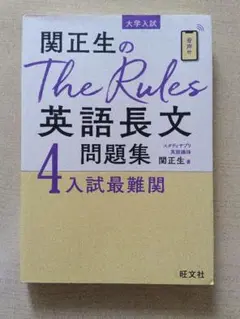 大学入試
関正生の
音声付
The Rules
英語長文
問題集
スタディサプリ
英語講師
関正生 著
4 入試最難関
旺文社